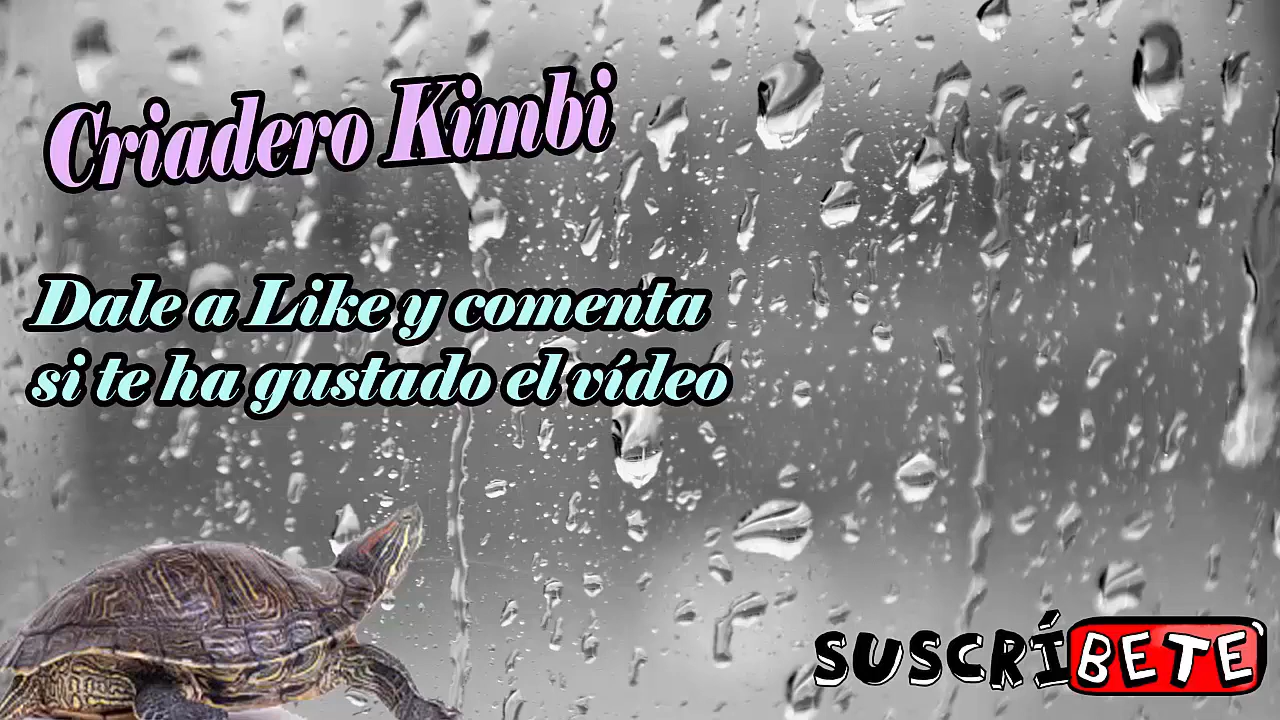 Criadero Kimbi
Dale a Like y comenta
si te ha gustado el vídeo
SUSCRÍBETE